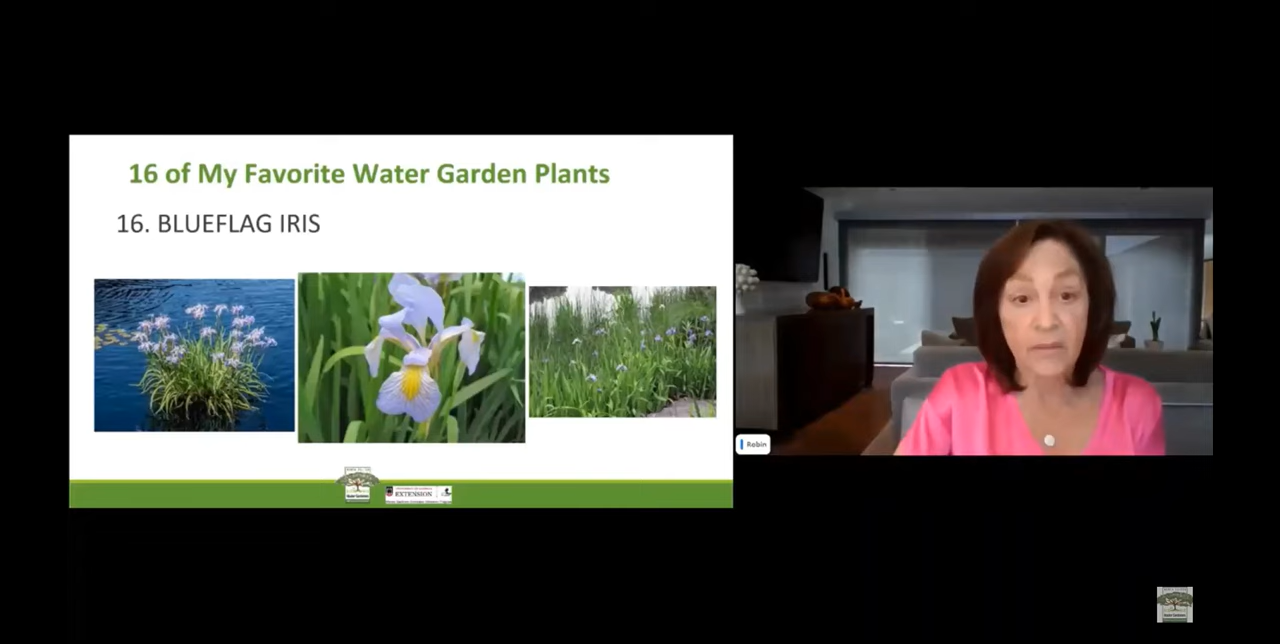 16 of My Favorite Water Garden Plants
16. BLUEFLAG IRIS
EXTENSION
Robin